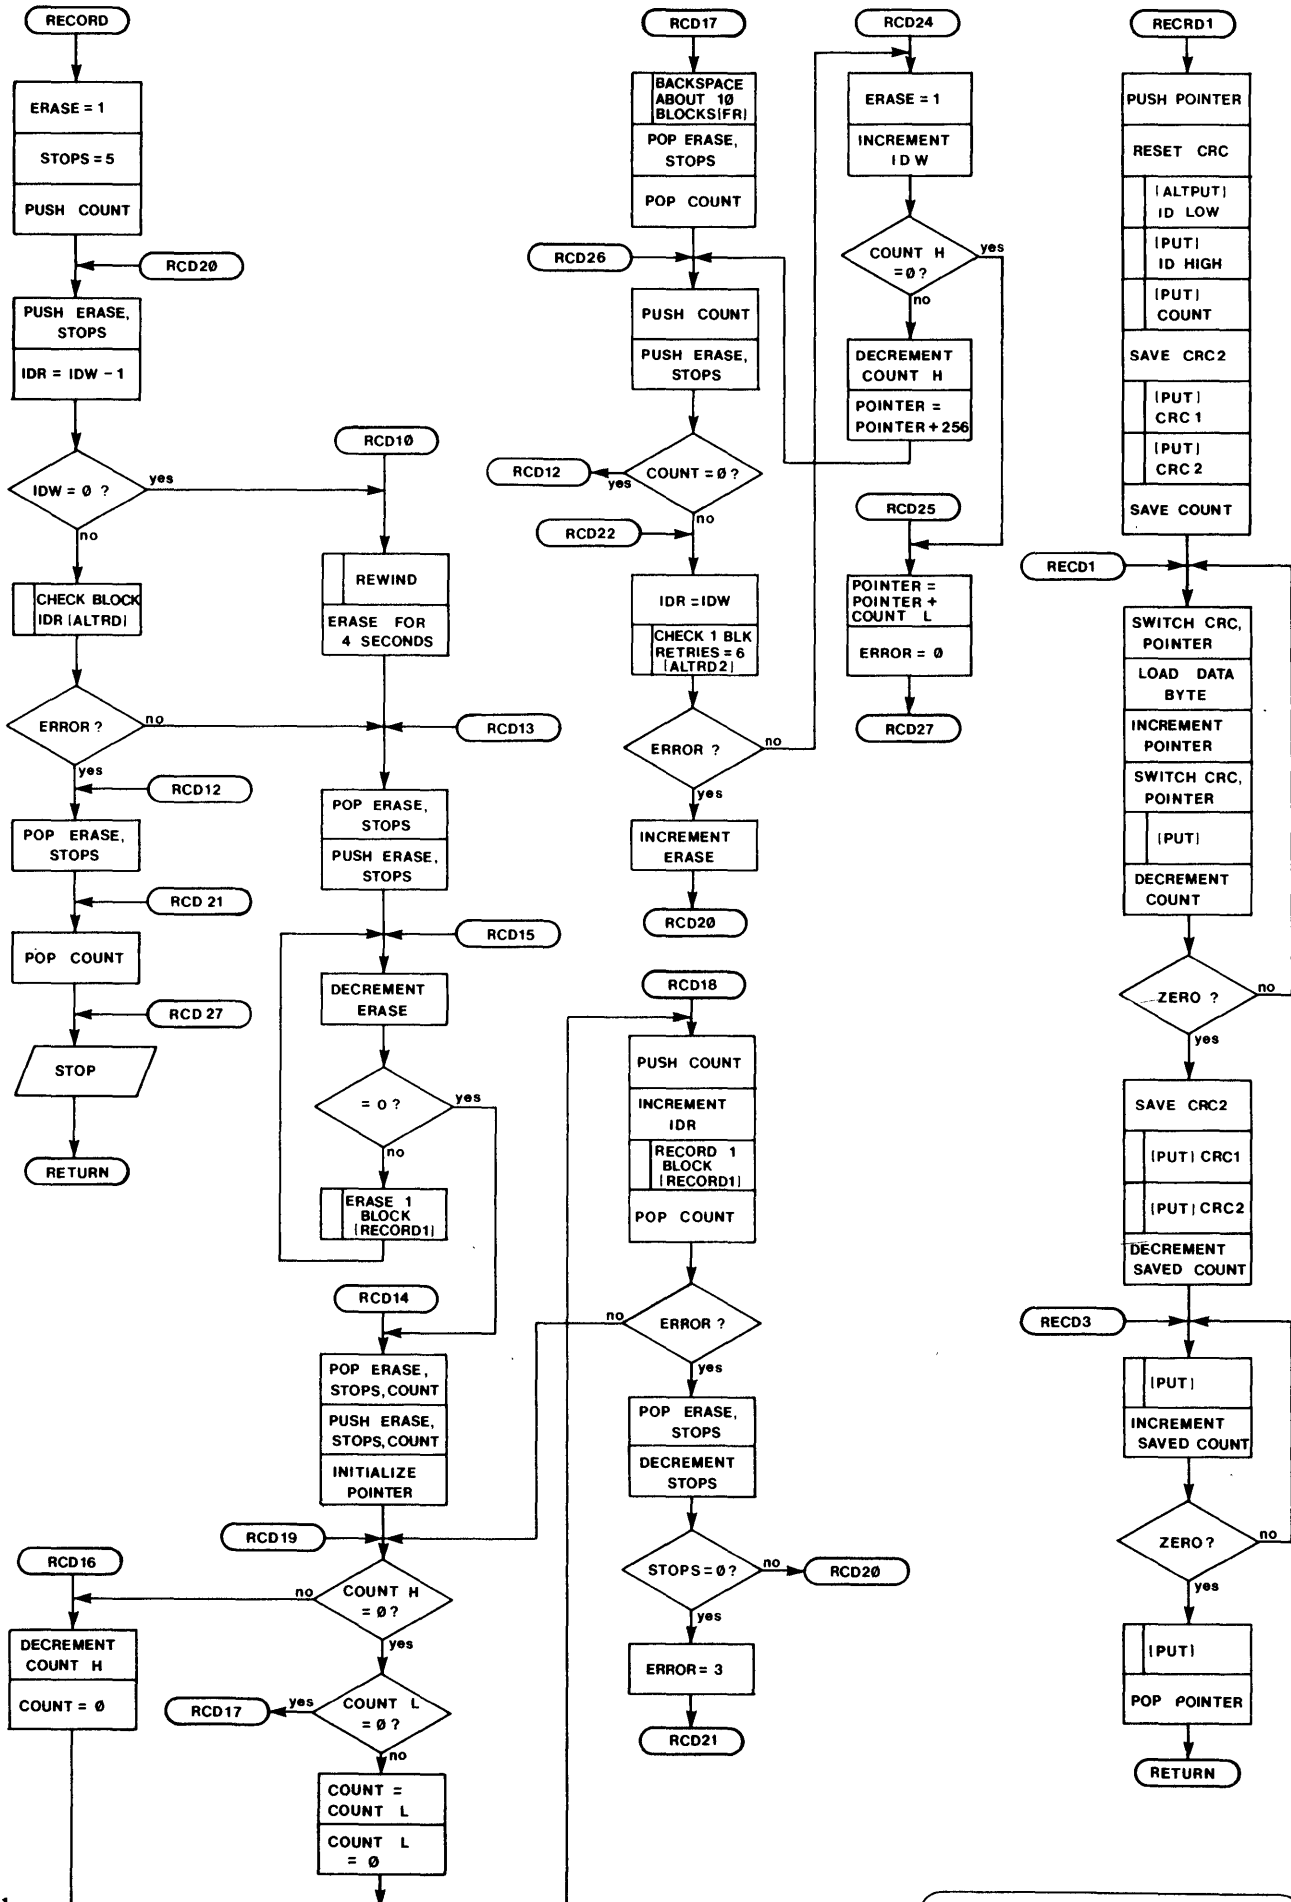 RECORD
ERASE = 1
STOPS = 5
PUSH COUNT
RCD2Ø
PUSH ERASE,
STOPS
IDR = IDW - 1
IDW = Ø ?
yes
no
CHECK BLOCK
IDR [ALTRD]
ERROR ?
no
yes
RCD12
POP ERASE,
STOPS
RCD 21
POP COUNT
RCD 27
STOP
RETURN
RCD16
DECREMENT
COUNT H
COUNT = Ø
RCD1Ø
REWIND
ERASE FOR
4 SECONDS
RCD13
POP ERASE,
STOPS
PUSH ERASE,
STOPS
RCD15
DECREMENT
ERASE
= O ?
yes
no
ERASE 1
BLOCK
[RECORD1]
RCD14
POP ERASE,
STOPS, COUNT
PUSH ERASE,
STOPS, COUNT
INITIALIZE
POINTER
RCD19
COUNT H
= Ø ?
no
yes
COUNT L
= Ø ?
yes
RCD17
no
COUNT =
COUNT L
COUNT L
= Ø
RCD17
BACKSPACE
ABOUT 1Ø
BLOCKS[FR]
POP ERASE,
STOPS
POP COUNT
RCD26
PUSH COUNT
PUSH ERASE,
STOPS
COUNT = Ø ?
RCD12
yes
no
RCD22
IDR = IDW
CHECK 1 BLK
RETRIES = 6
[ALTRD2]
ERROR ?
no
yes
INCREMENT
ERASE
RCD2Ø
RCD18
PUSH COUNT
INCREMENT
IDR
RECORD 1
BLOCK
[RECORD1]
POP COUNT
ERROR ?
no
yes
POP ERASE,
STOPS
DECREMENT
STOPS
STOPS = Ø ?
no
RCD2Ø
yes
ERROR = 3
RCD21
RCD24
ERASE = 1
INCREMENT
IDW
COUNT H
= Ø ?
yes
no
DECREMENT
COUNT H
POINTER =
POINTER + 256
RCD25
POINTER =
POINTER +
COUNT L
ERROR = Ø
RCD27
RECRD1
PUSH POINTER
RESET CRC
[ALTPUT]
ID LOW
[PUT]
ID HIGH
[PUT]
COUNT
SAVE CRC2
[PUT]
CRC 1
[PUT]
CRC 2
SAVE COUNT
RECD1
SWITCH CRC,
POINTER
LOAD DATA
BYTE
INCREMENT
POINTER
SWITCH CRC,
POINTER
[PUT]
DECREMENT
COUNT
ZERO ?
no
yes
SAVE CRC2
[PUT] CRC1
[PUT] CRC2
DECREMENT
SAVED COUNT
RECD3
[PUT]
INCREMENT
SAVED COUNT
ZERO ?
no
yes
[PUT]
POP POINTER
RETURN